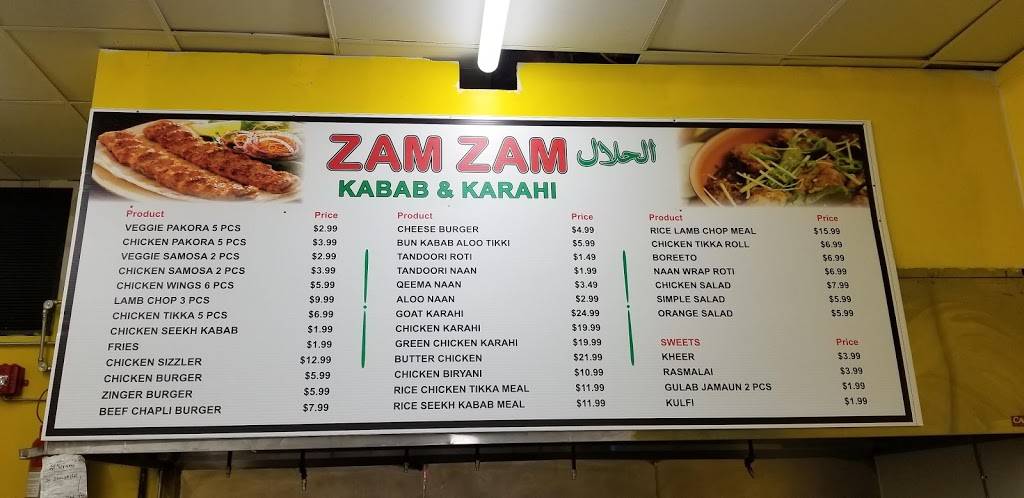 ZAM ZAM الحلال
KABAB & KARAHI
Product Price
VEGGIE PAKORA 5 PCS $2.99
CHICKEN PAKORA 5 PCS $3.99
VEGGIE SAMOSA 2 PCS $2.99
CHICKEN SAMOSA 2 PCS $3.99
CHICKEN WINGS 6 PCS $5.99
LAMB CHOP 3 PCS $9.99
CHICKEN TIKKA 5 PCS $6.99
CHICKEN SEEKH KABAB $1.99
FRIES $1.99
CHICKEN SIZZLER $12.99
CHICKEN BURGER $5.99
ZINGER BURGER $5.99
BEEF CHAPLI BURGER $7.99
Product Price
CHEESE BURGER $4.99
BUN KABAB ALOO TIKKI $5.99
TANDOORI ROTI $1.49
TANDOORI NAAN $1.99
QEEMA NAAN $3.49
ALOO NAAN $2.99
GOAT KARAHI $24.99
CHICKEN KARAHI $19.99
GREEN CHICKEN KARAHI $19.99
BUTTER CHICKEN $21.99
CHICKEN BIRYANI $10.99
RICE CHICKEN TIKKA MEAL $11.99
RICE SEEKH KABAB MEAL $11.99
Product Price
RICE LAMB CHOP MEAL $15.99
CHICKEN TIKKA ROLL $6.99
BOREETO $6.99
NAAN WRAP ROTI $6.99
CHICKEN SALAD $7.99
SIMPLE SALAD $5.99
ORANGE SALAD $5.99
SWEETS Price
KHEER $3.99
RASMALAI $3.99
GULAB JAMAUN 2 PCS $1.99
KULFI $1.99